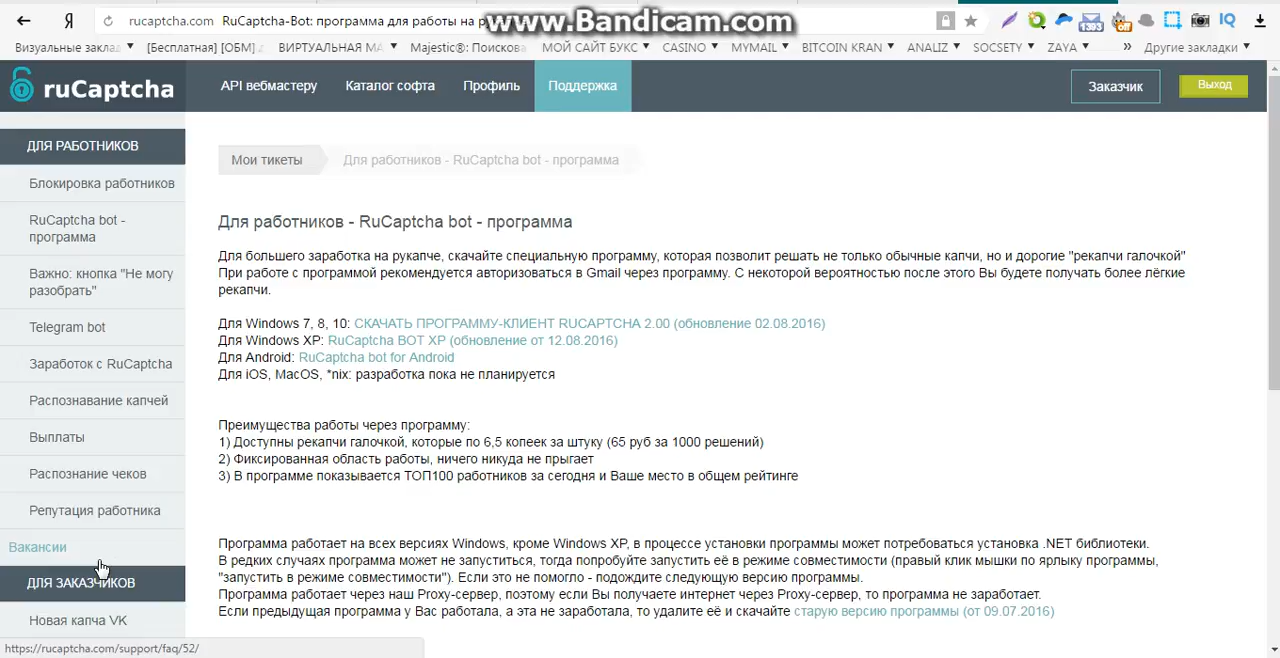 Я rucaptcha.com RuCaptcha-Bot: программа для работы на р
www.Bandicam.com
1393 off IQ
Визуальные заклад [Бесплатная] [ОБМ] ВИРТУАЛЬНАЯ МА Majestic®: Поискова МОЙ САЙТ БУКС CASINO MYMAIL BITCOIN KRAN ANALIZ SOCSETY ZAYA » Другие закладки
ruCaptcha API вебмастеру Каталог софта Профиль Поддержка Заказчик Выход
ДЛЯ РАБОТНИКОВ
Блокировка работников
RuCaptcha bot -
программа
Важно: кнопка "Не могу
разобрать"
Telegram bot
Заработок с RuCaptcha
Распознавание капчей
Выплаты
Распознание чеков
Репутация работника
Вакансии
ДЛЯ ЗАКАЗЧИКОВ
Новая капча VK
https://rucaptcha.com/support/faq/52/
Мои тикеты Для работников - RuCaptcha bot - программа
Для работников - RuCaptcha bot - программа
Для большего заработка на рукапче, скачайте специальную программу, которая позволит решать не только обычные капчи, но и дорогие "рекапчи галочкой"
При работе с программой рекомендуется авторизоваться в Gmail через программу. С некоторой вероятностью после этого Вы будете получать более лёгкие
рекапчи.
Для Windows 7, 8, 10: СКАЧАТЬ ПРОГРАММУ-КЛИЕНТ RUCAPTCHA 2.00 (обновление 02.08.2016)
Для Windows XP: RuCaptcha BOT XP (обновление от 12.08.2016)
Для Android: RuCaptcha bot for Android
Для iOS, MacOS, *nix: разработка пока не планируется
Преимущества работы через программу:
1) Доступны рекапчи галочкой, которые по 6,5 копеек за штуку (65 руб за 1000 решений)
2) Фиксированная область работы, ничего никуда не прыгает
3) В программе показывается ТОП100 работников за сегодня и Ваше место в общем рейтинге
Программа работает на всех версиях Windows, кроме Windows XP, в процессе установки программы может потребоваться установка .NET библиотеки.
В редких случаях программа может не запуститься, тогда попробуйте запустить её в режиме совместимости (правый клик мышки по ярлыку программы,
"запустить в режиме совместимости"). Если это не помогло - подождите следующую версию программы.
Программа работает через наш Proxy-сервер, поэтому если Вы получаете интернет через Proxy-сервер, то программа не заработает.
Если предыдущая программа у Вас работала, а эта не заработала, то удалите её и скачайте старую версию программы (от 09.07.2016)